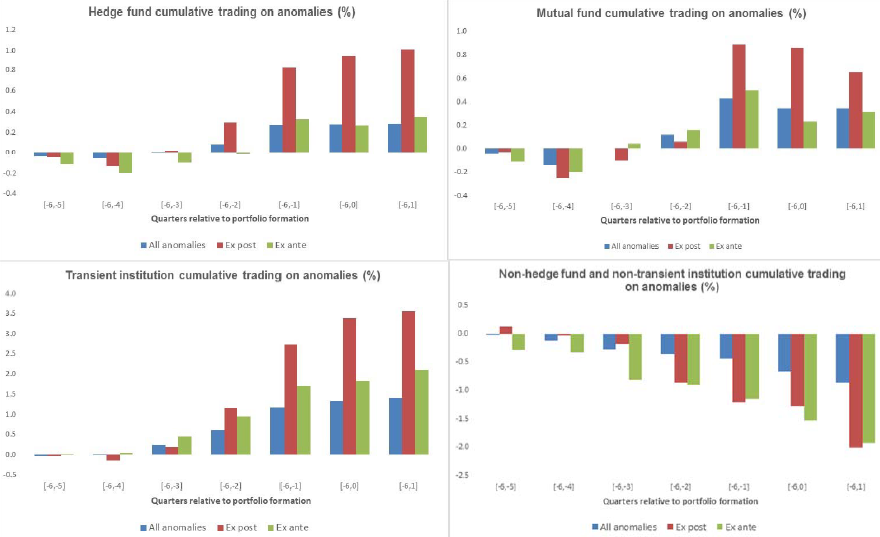 Hedge fund cumulative trading on anomalies (%)
1.2
1.0
0.8
0.6
0.4
0.2
0.0
-0.2
-0.4
[-6,-5] [-6,-4] [-6,-3] [-6,-2] [-6,-1] [-6,0] [-6,1]
Quarters relative to portfolio formation
All anomalies Ex post Ex ante
Mutual fund cumulative trading on anomalies (%)
1.0
0.8
0.6
0.4
0.2
0.0
-0.2
-0.4
[-6,-5] [-6,-4] [-6,-3] [-6,-2] [-6,-1] [-6,0] [-6,1]
Quarters relative to portfolio formation
All anomalies Ex post Ex ante
Transient institution cumulative trading on anomalies (%)
4.0
3.5
3.0
2.5
2.0
1.5
1.0
0.5
0.0
-0.5
[-6,-5] [-6,-4] [-6,-3] [-6,-2] [-6,-1] [-6,0] [-6,1]
Quarters relative to portfolio formation
All anomalies Ex post Ex ante
Non-hedge fund and non-transient institution cumulative trading
on anomalies (%)
0.5
0.0
-0.5
-1.0
-1.5
-2.0
-2.5
[-6,-5] [-6,-4] [-6,-3] [-6,-2] [-6,-1] [-6,0] [-6,1]
Quarters relative to portfolio formation
All anomalies Ex post Ex ante